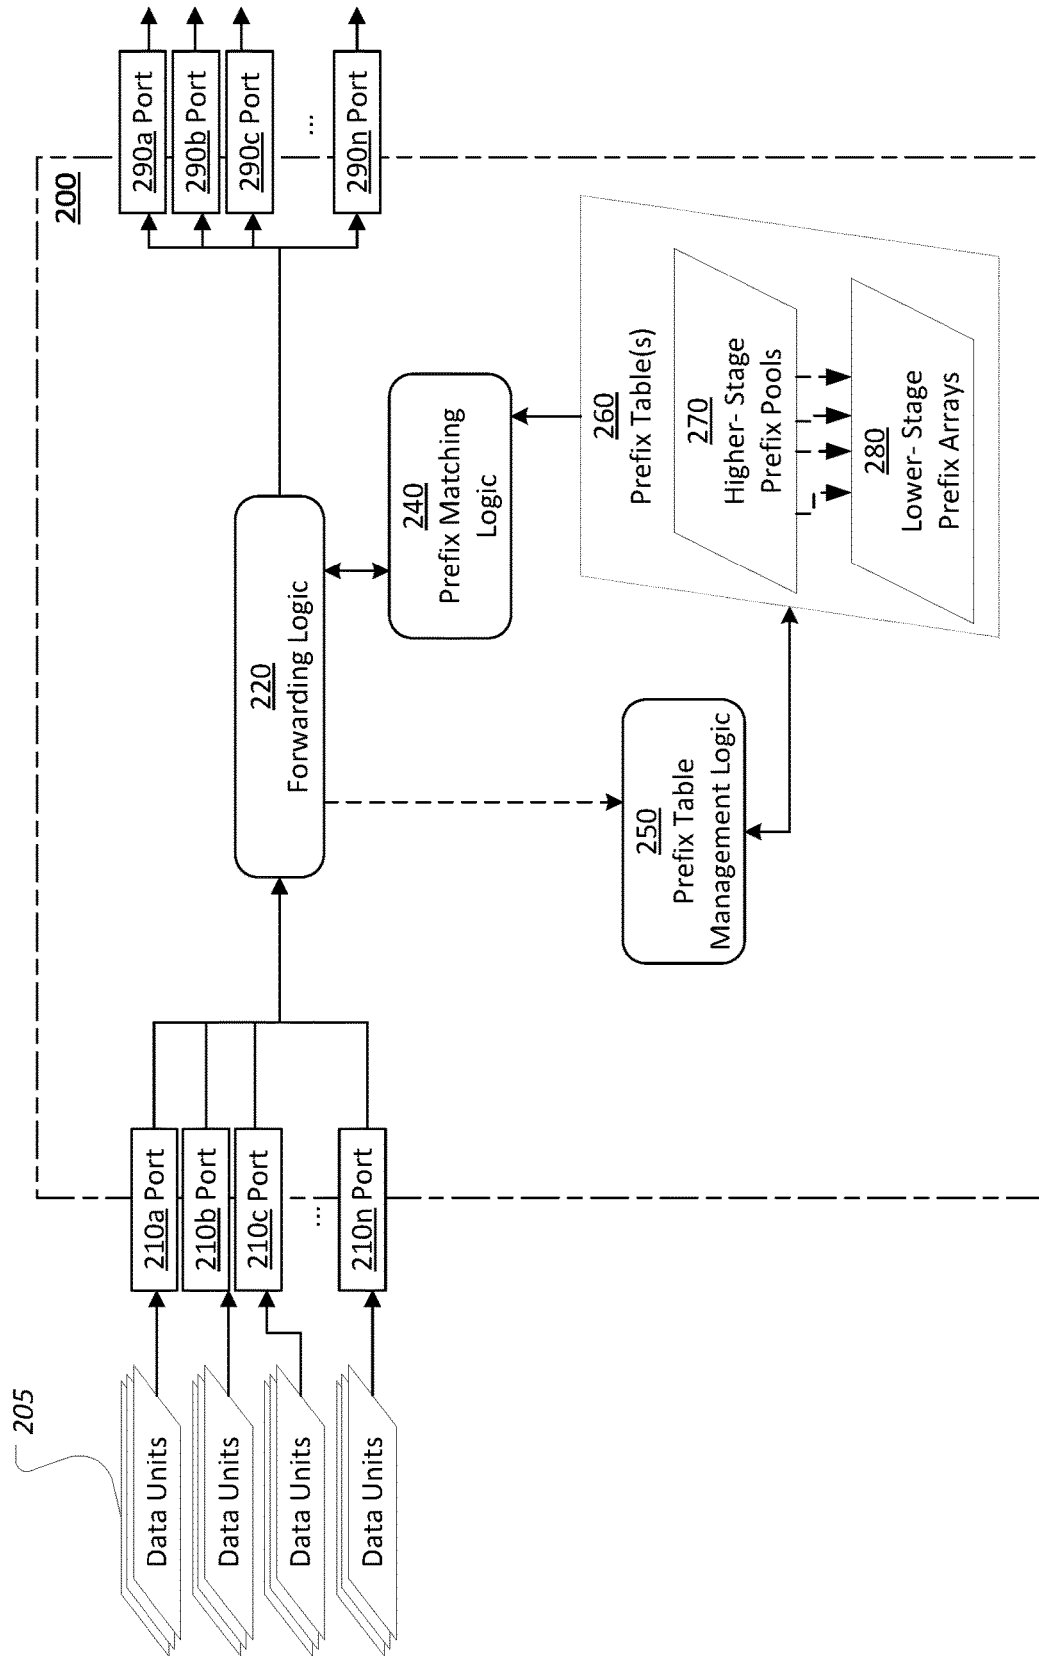 205
200
Data Units
Data Units
Data Units
Data Units
210a Port
210b Port
210c Port
...
210n Port
220
Forwarding Logic
240
Prefix Matching
Logic
250
Prefix Table
Management Logic
260
Prefix Table(s)
270
Higher- Stage
Prefix Pools
280
Lower- Stage
Prefix Arrays
290a Port
290b Port
290c Port
...
290n Port